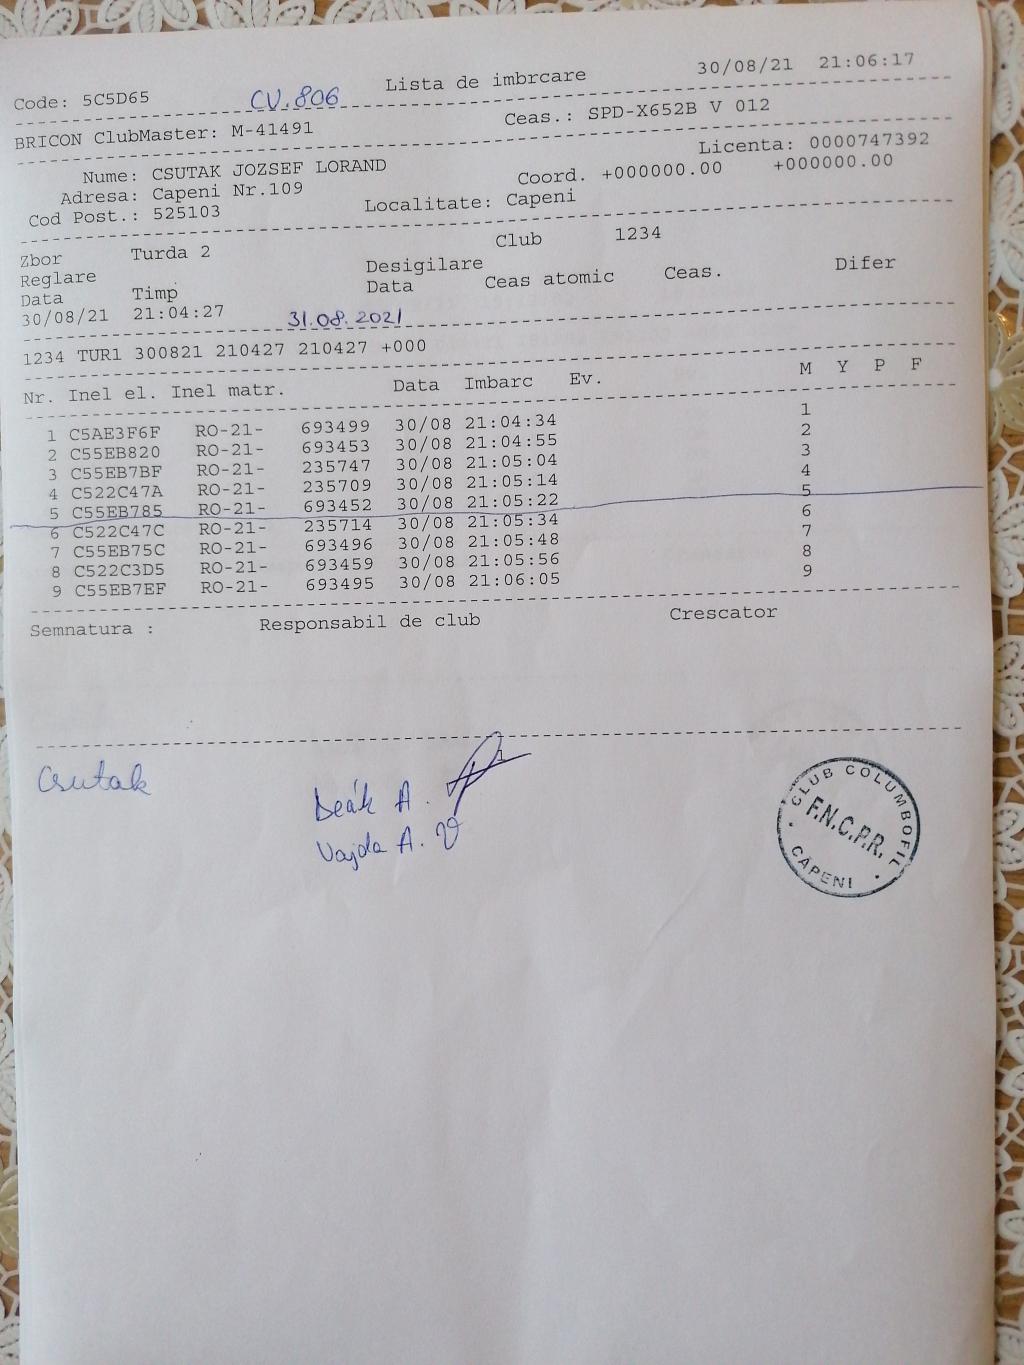 Code: 5C5D65 CV.806 Lista de imbrcare 30/08/21 21:06:17
BRICON ClubMaster: M-41491 Ceas.: SPD-X652B V 012
Nume: CSUTAK JOZSEF LORAND Licenta: 0000747392
Adresa: Capeni Nr.109 Coord. +000000.00 +000000.00
Cod Post.: 525103 Localitate: Capeni
Zbor Turda 2 Club 1234
Reglare Desigilare
Data Timp Data Ceas atomic Ceas. Difer
30/08/21 21:04:27 31.08.2021
1234 TUR1 300821 210427 210427 +000
Nr. Inel el. Inel matr. Data Imbarc Ev. M Y P F
1 C5AE3F6F RO-21- 693499 30/08 21:04:34 1
2 C55EB820 RO-21- 693453 30/08 21:04:55 2
3 C55EB7BF RO-21- 235747 30/08 21:05:04 3
4 C522C47A RO-21- 235709 30/08 21:05:14 4
5 C55EB785 RO-21- 693452 30/08 21:05:22 5
6 C522C47C RO-21- 235714 30/08 21:05:34 6
7 C55EB75C RO-21- 693496 30/08 21:05:48 7
8 C522C3D5 RO-21- 693459 30/08 21:05:56 8
9 C55EB7EF RO-21- 693495 30/08 21:06:05 9
Semnatura : Responsabil de club Crescator
Csutak
Deák A.
Vajda A.
CLUB COLUMBOFIL
F.N.C.P.R.
CĂPENI